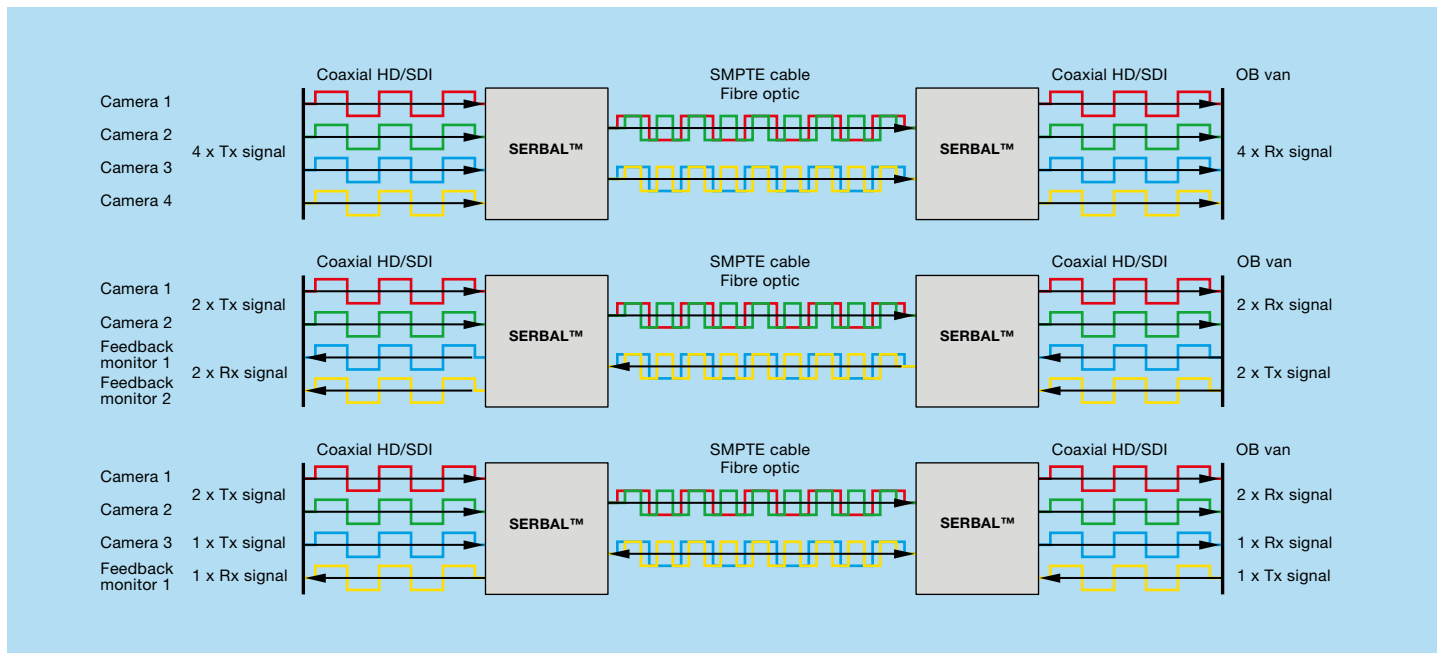 Coaxial HD/SDI
SMPTE cable
Fibre optic
Coaxial HD/SDI
OB van
Camera 1
Camera 2
4 x Tx signal
Camera 3
Camera 4
SERBAL™
SERBAL™
4 x Rx signal
Coaxial HD/SDI
SMPTE cable
Fibre optic
Coaxial HD/SDI
OB van
Camera 1
2 x Tx signal
Camera 2
Feedback
monitor 1
2 x Rx signal
Feedback
monitor 2
SERBAL™
SERBAL™
2 x Rx signal
2 x Tx signal
Coaxial HD/SDI
SMPTE cable
Fibre optic
Coaxial HD/SDI
OB van
Camera 1
2 x Tx signal
Camera 2
Camera 3
1 x Tx signal
Feedback
monitor 1
1 x Rx signal
SERBAL™
SERBAL™
2 x Rx signal
1 x Rx signal
1 x Tx signal